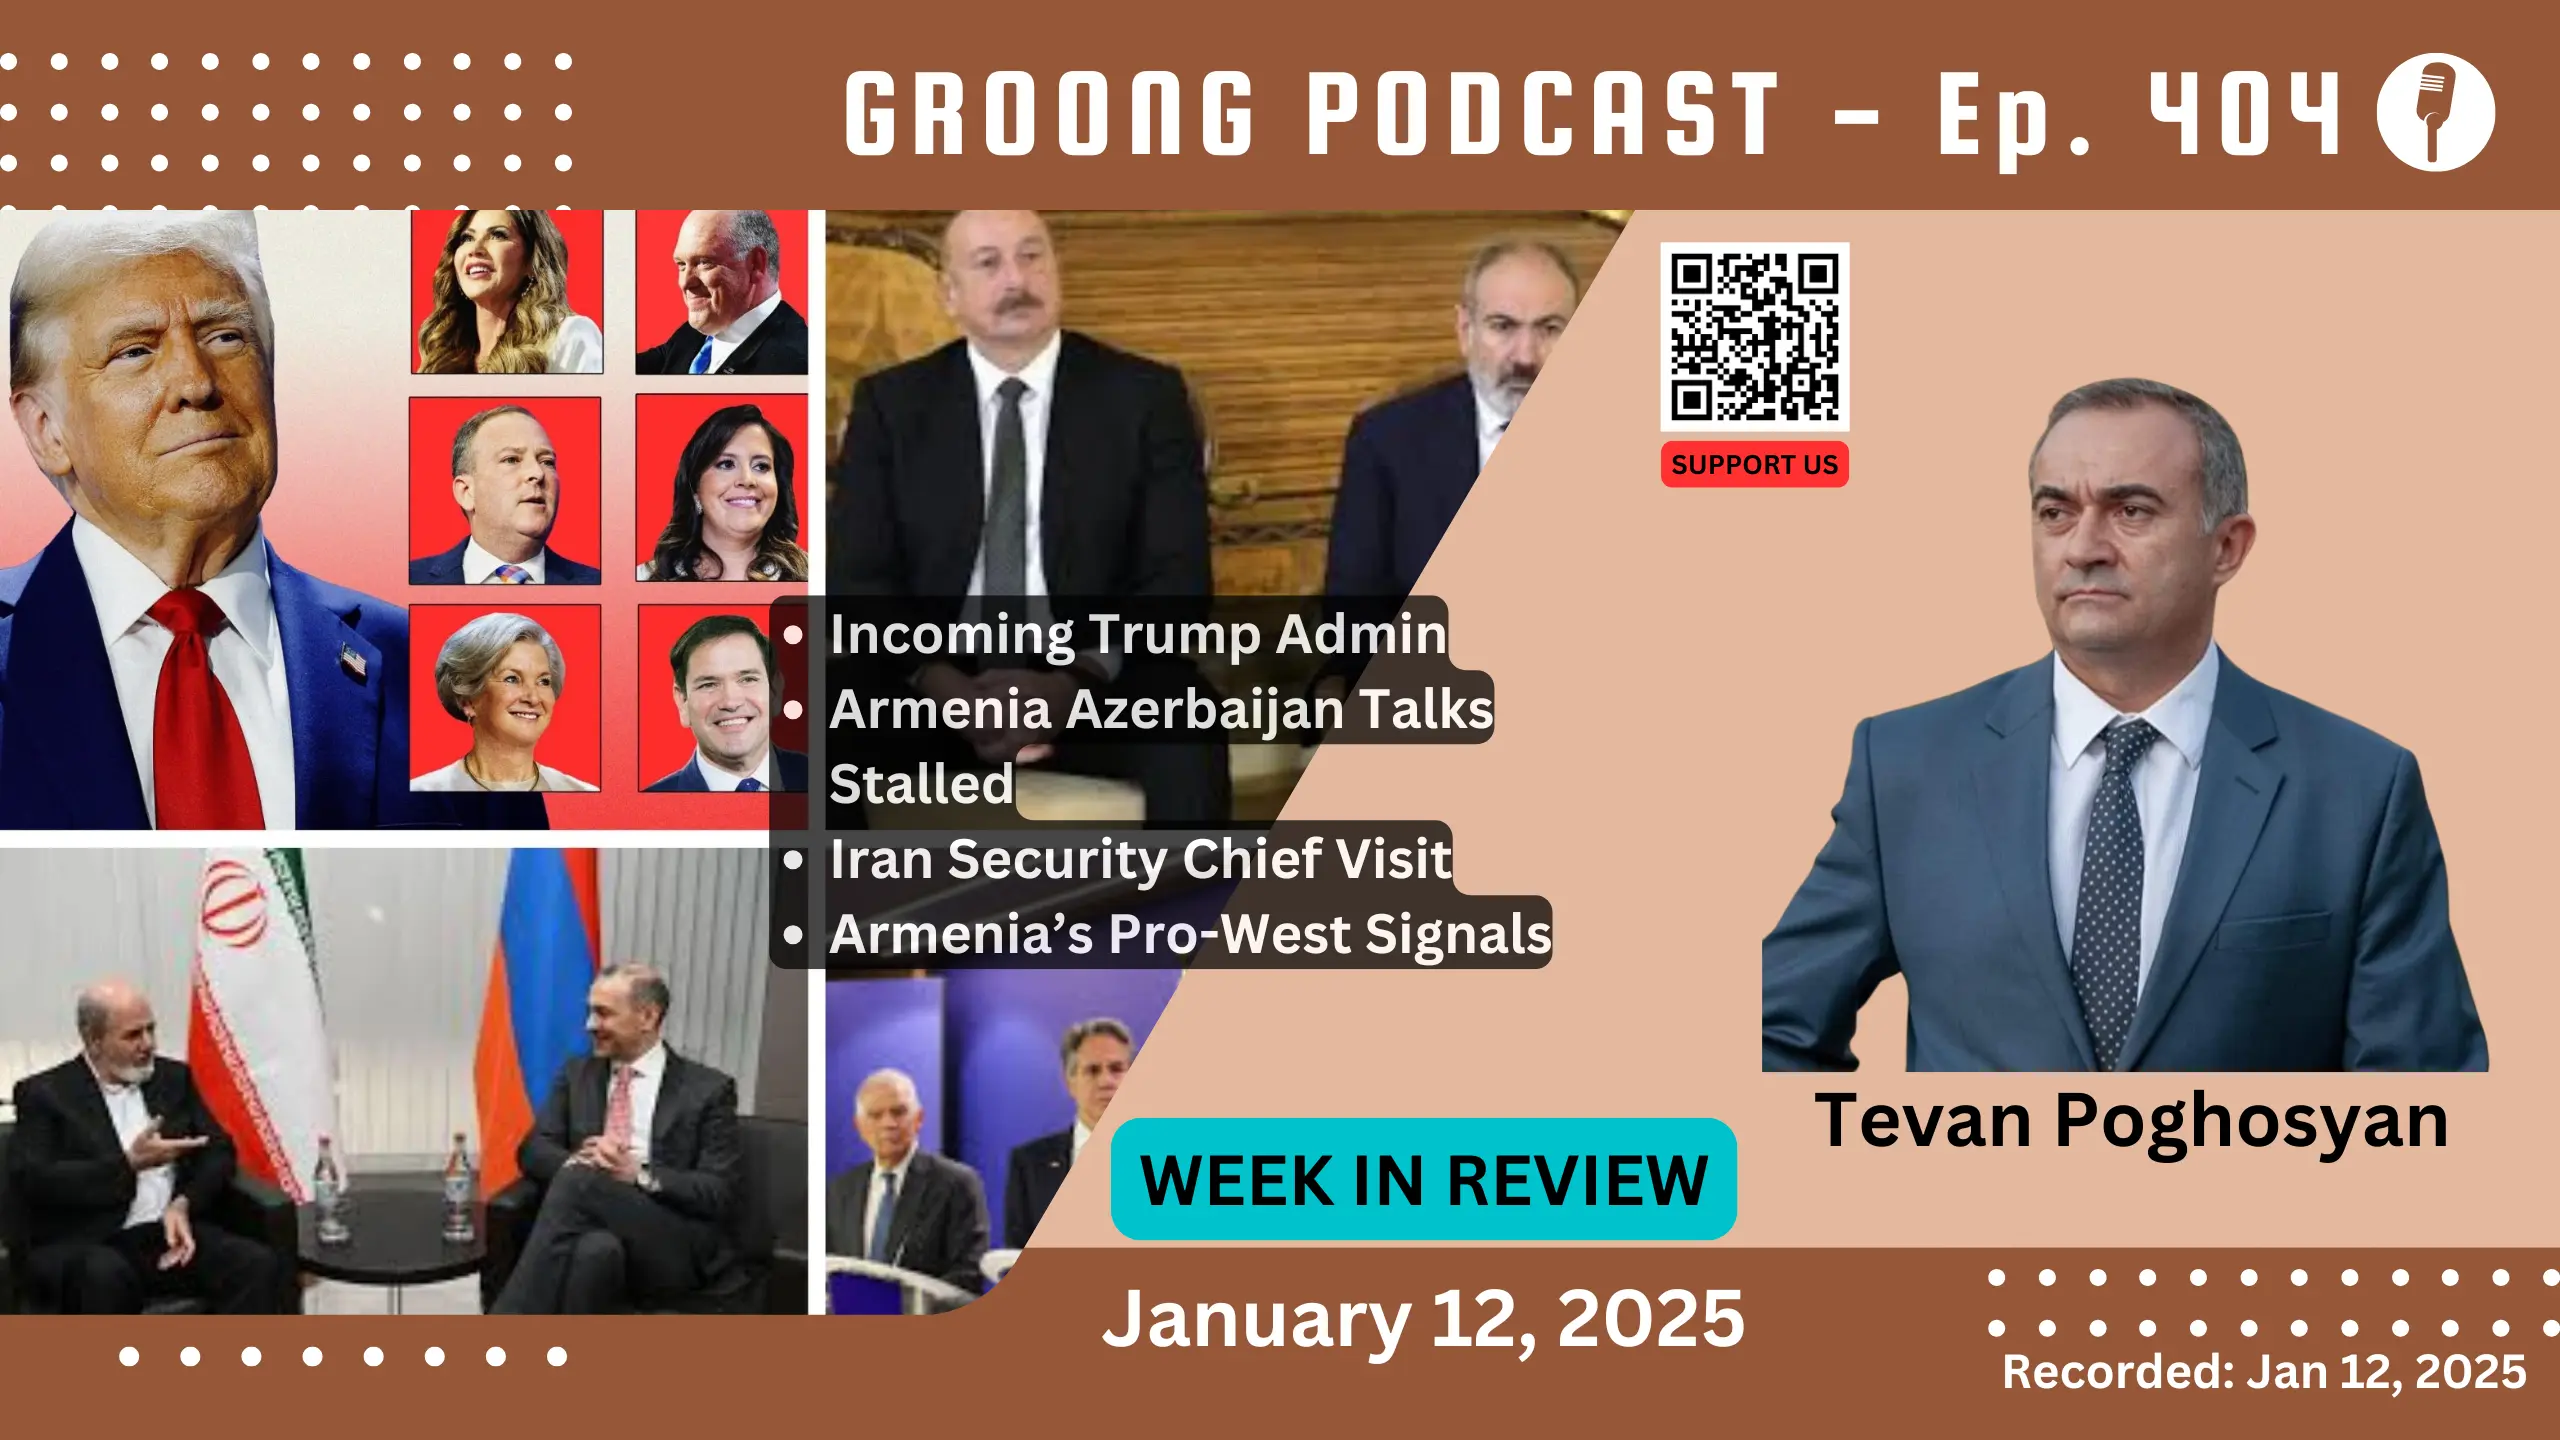 GROONG PODCAST – Ep. 404
SUPPORT US
• Incoming Trump Admin
• Armenia Azerbaijan Talks
Stalled
• Iran Security Chief Visit
• Armenia’s Pro-West Signals
Tevan Poghosyan
WEEK IN REVIEW
January 12, 2025
Recorded: Jan 12, 2025